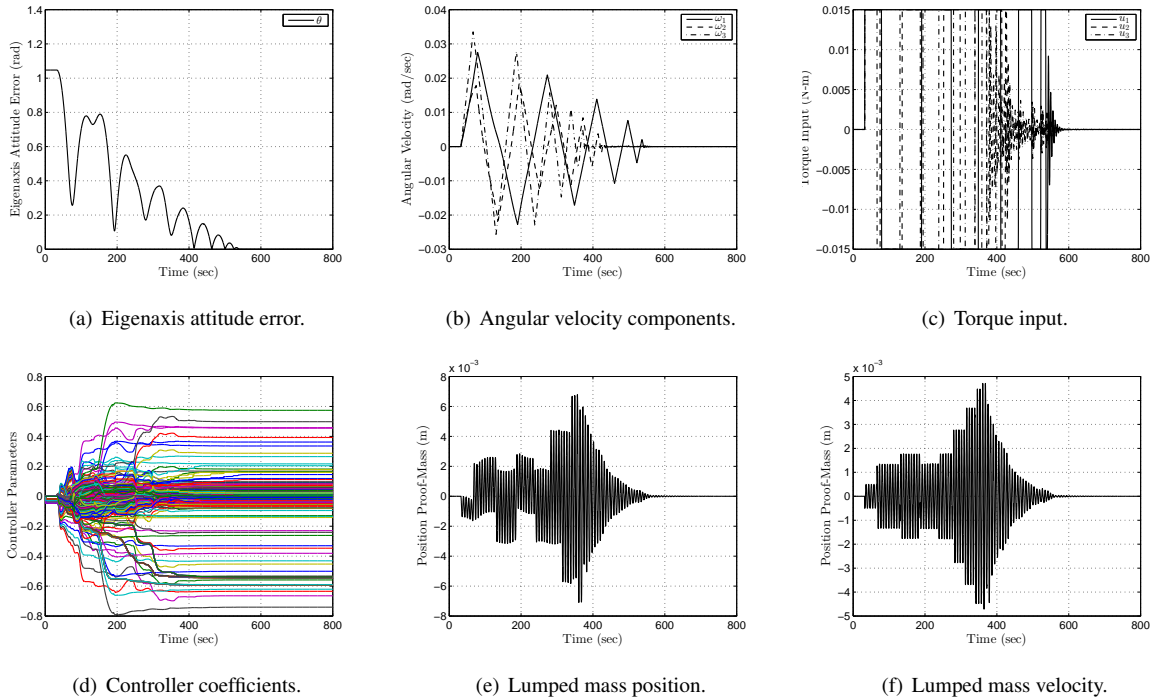 θ
1.4
1.2
1
0.8
0.6
0.4
0.2
0
0 200 400 600 800
Eigenaxis Attitude Error (rad)
Time (sec)
(a) Eigenaxis attitude error.
ω1
ω2
ω3
0.04
0.03
0.02
0.01
0
−0.01
−0.02
−0.03
0 200 400 600 800
Angular Velocity (rad/sec)
Time (sec)
(b) Angular velocity components.
u1
u2
u3
0.015
0.01
0.005
0
−0.005
−0.01
−0.015
0 200 400 600 800
Torque Input (N-m)
Time (sec)
(c) Torque input.
0.8
0.6
0.4
0.2
0
−0.2
−0.4
−0.6
−0.8
0 200 400 600 800
Controller Parameters
Time (sec)
(d) Controller coefficients.
x 10−3
8
6
4
2
0
−2
−4
−6
−8
0 200 400 600 800
Position Proof-Mass (m)
Time (sec)
(e) Lumped mass position.
x 10−3
5
4
3
2
1
0
−1
−2
−3
−4
−5
0 200 400 600 800
Position Proof-Mass (m)
Time (sec)
(f) Lumped mass velocity.